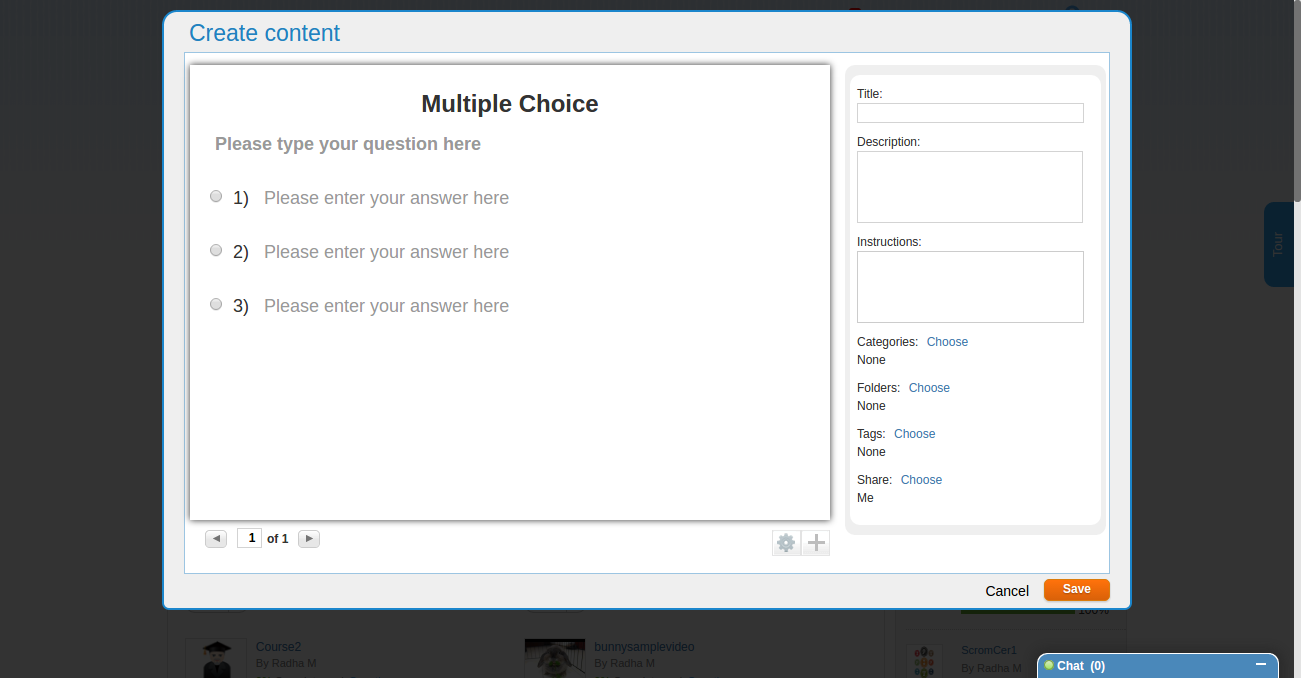 Create content
Multiple Choice
Please type your question here
1) Please enter your answer here
2) Please enter your answer here
3) Please enter your answer here
1 of 1
Title:
Description:
Instructions:
Categories: Choose
None
Folders: Choose
None
Tags: Choose
None
Share: Choose
Me
Cancel
Save
Tour
100%
Course2
By Radha M
bunnysamplevideo
By Radha M
ScromCer1
By Radha M
Chat (0)